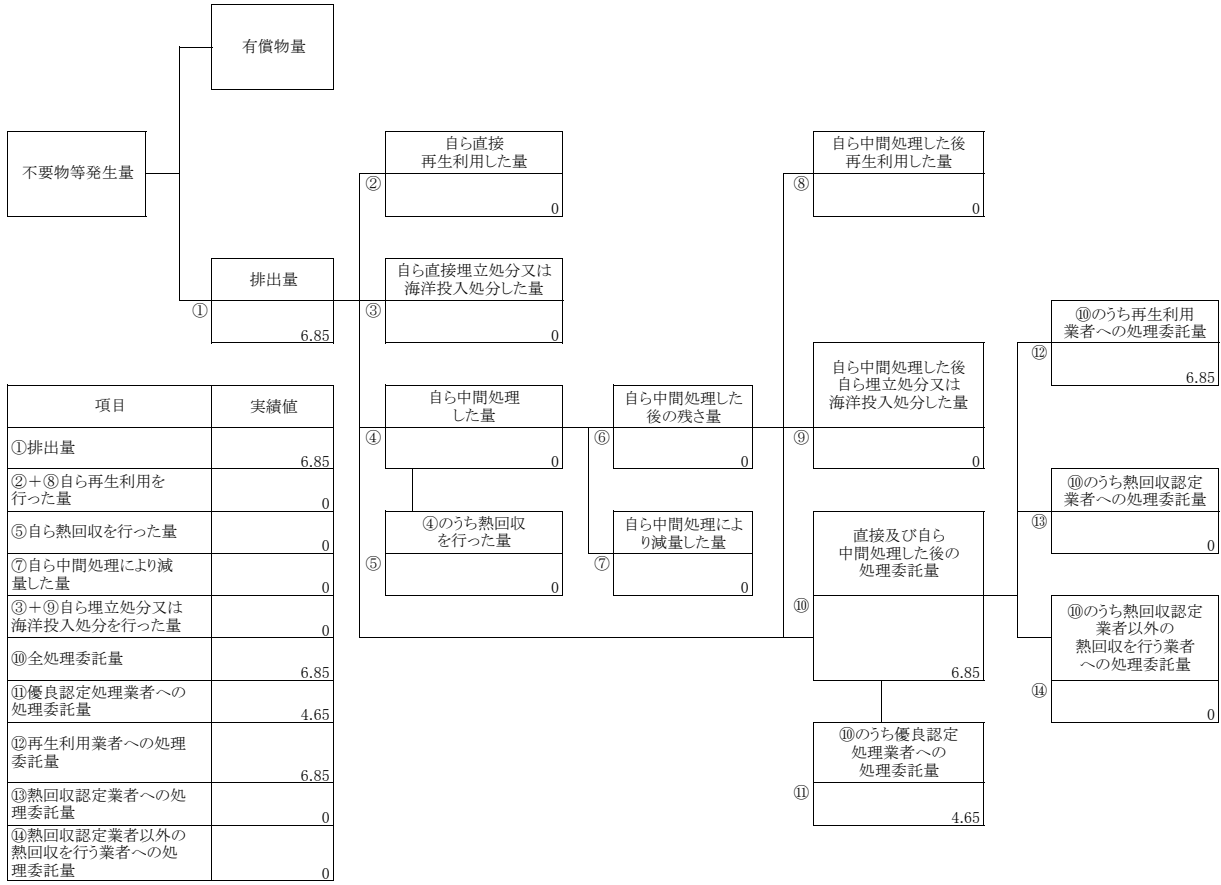 有償物量
不要物等発生量
自ら直接
再生利用した量
②
0
自ら中間処理した後
再生利用した量
⑧
0
排出量
①
6.85
自ら直接埋立処分又は
海洋投入処分した量
③
0
自ら中間処理
した量
④
0
自ら中間処理した
後の残さ量
⑥
0
自ら中間処理した後
自ら埋立処分又は
海洋投入処分した量
⑨
0
④のうち熱回収
を行った量
⑤
0
自ら中間処理によ
り減量した量
⑦
0
直接及び自ら
中間処理した後の
処理委託量
⑩
6.85
⑩のうち優良認定
処理業者への
処理委託量
⑪
4.65
⑩のうち再生利用
業者への処理委託量
⑫
6.85
⑩のうち熱回収認定
業者への処理委託量
⑬
0
⑩のうち熱回収認定
業者以外の
熱回収を行う業者
への処理委託量
⑭
0
項目 実績値
①排出量 6.85
②+⑧自ら再生利用を
行った量 0
⑤自ら熱回収を行った量 0
⑦自ら中間処理により減
量した量 0
③+⑨自ら埋立処分又は
海洋投入処分を行った量 0
⑩全処理委託量 6.85
⑪優良認定処理業者への
処理委託量 4.65
⑫再生利用業者への処理
委託量 6.85
⑬熱回収認定業者への処
理委託量 0
⑭熱回収認定業者以外の
熱回収を行う業者への処
理委託量 0